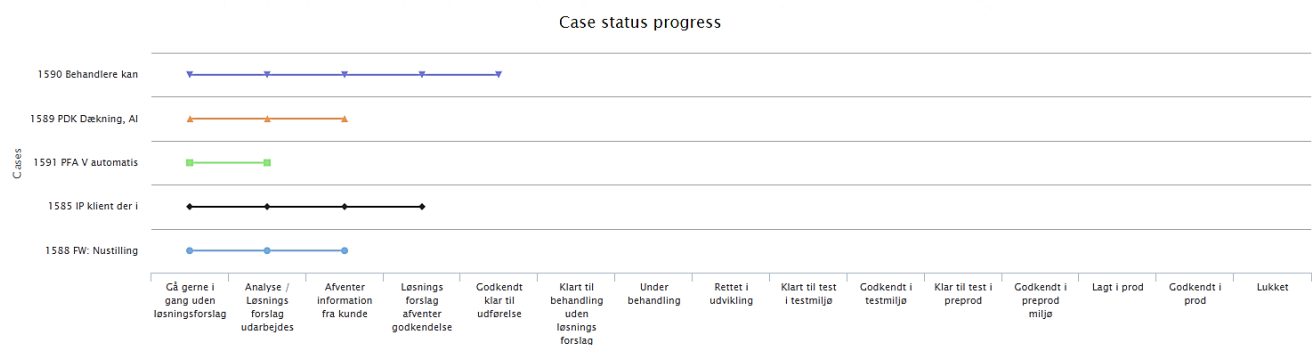 Case status progress
1590 Behandlere kan
1589 PDK Dækning, Al
1591 PFA V automatis
1585 IP klient der i
1588 FW: Nustilling
Cases
Gå gerne i
gang uden
løsningsforslag
Analyse /
Løsnings
forslag
udarbejdes
Afventer
information
fra kunde
Løsnings
forslag
afventer
godkendelse
Godkendt
klar til
udførelse
Klart til
behandling
uden
løsnings
forslag
Under
behandling
Rettet i
udvikling
Klart til test
i testmiljø
Godkendt i
testmiljø
Klar til test i
preprod
Godkendt i
preprod
miljø
Lagt i prod
Godkendt i
prod
Lukket